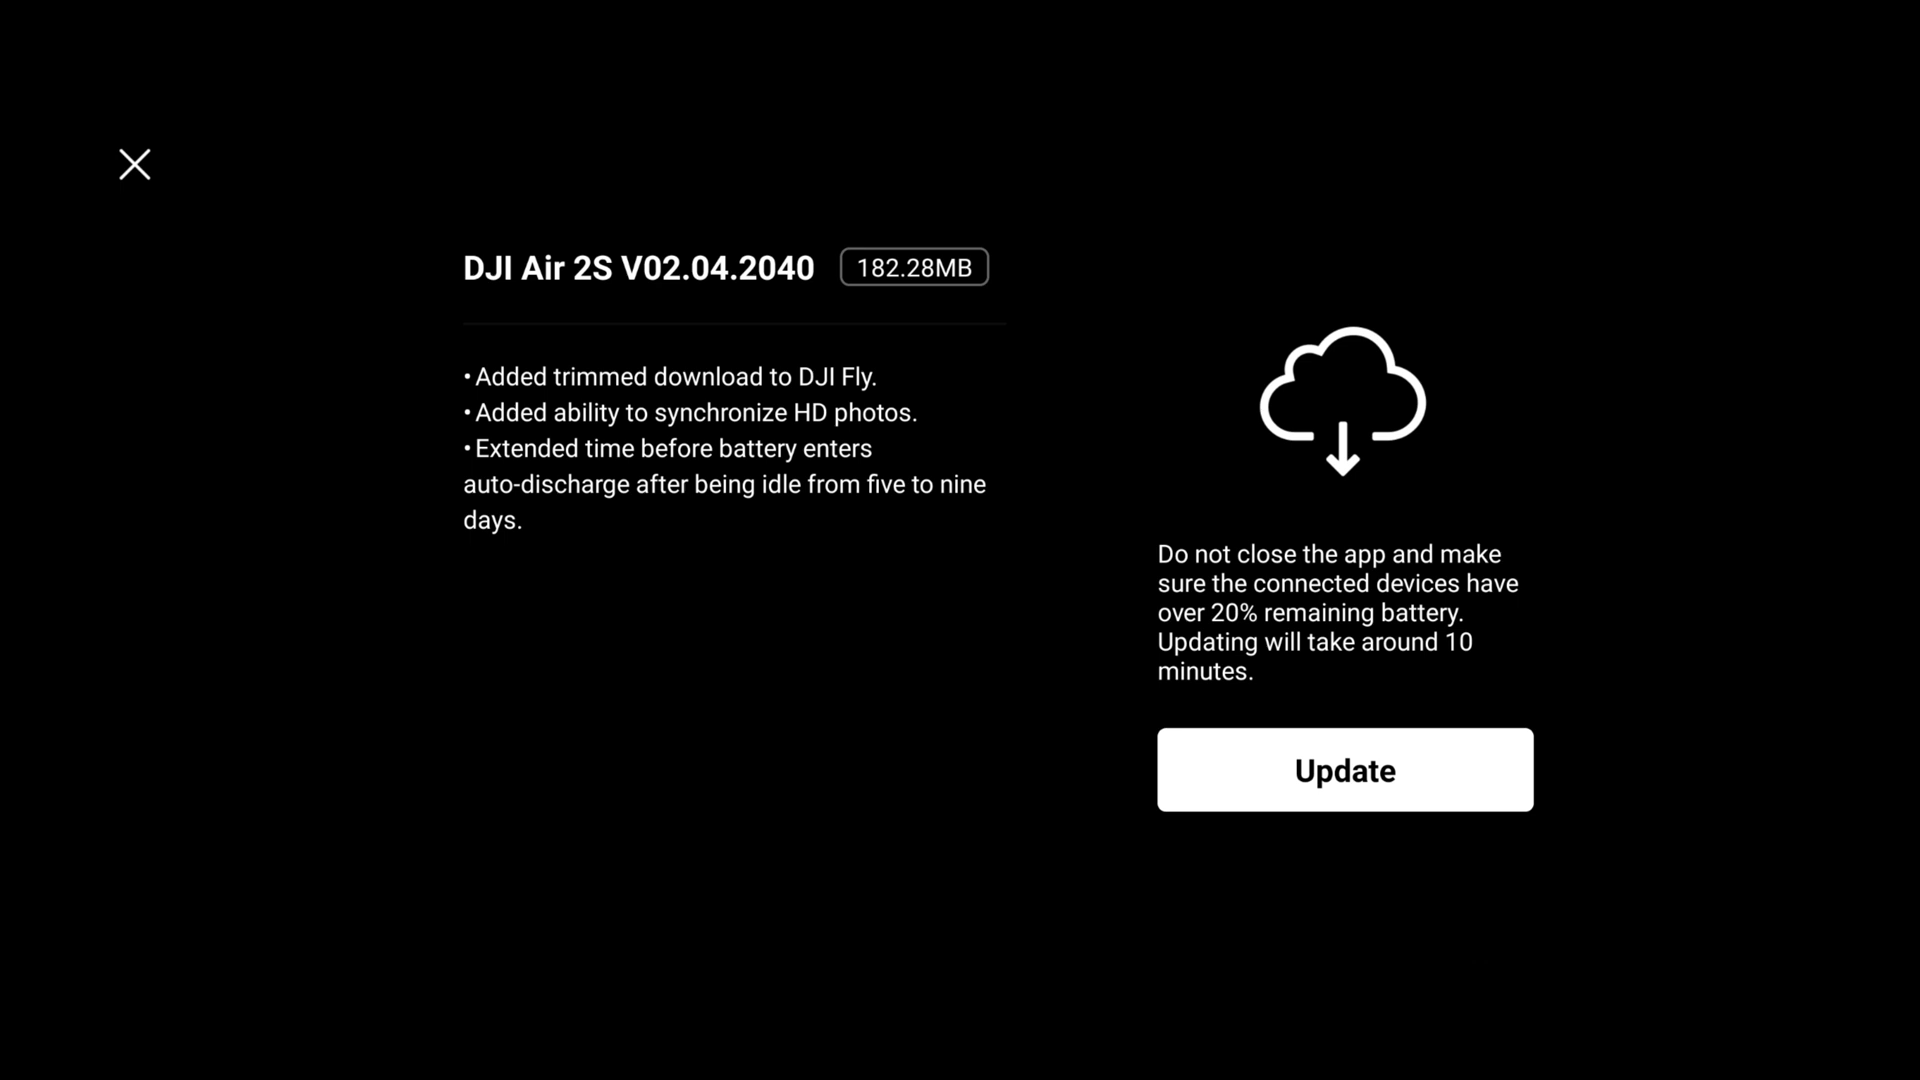 DJI Air 2S V02.04.2040 182.28MB
• Added trimmed download to DJI Fly.
• Added ability to synchronize HD photos.
• Extended time before battery enters
auto-discharge after being idle from five to nine
days.
Do not close the app and make
sure the connected devices have
over 20% remaining battery.
Updating will take around 10
minutes.
Update